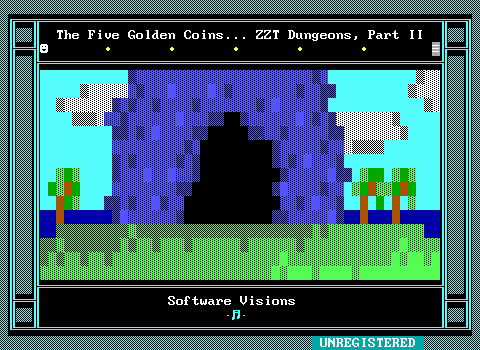 The Five Golden Coins... ZZT Dungeons, Part II
Software Visions
UNREGISTERED